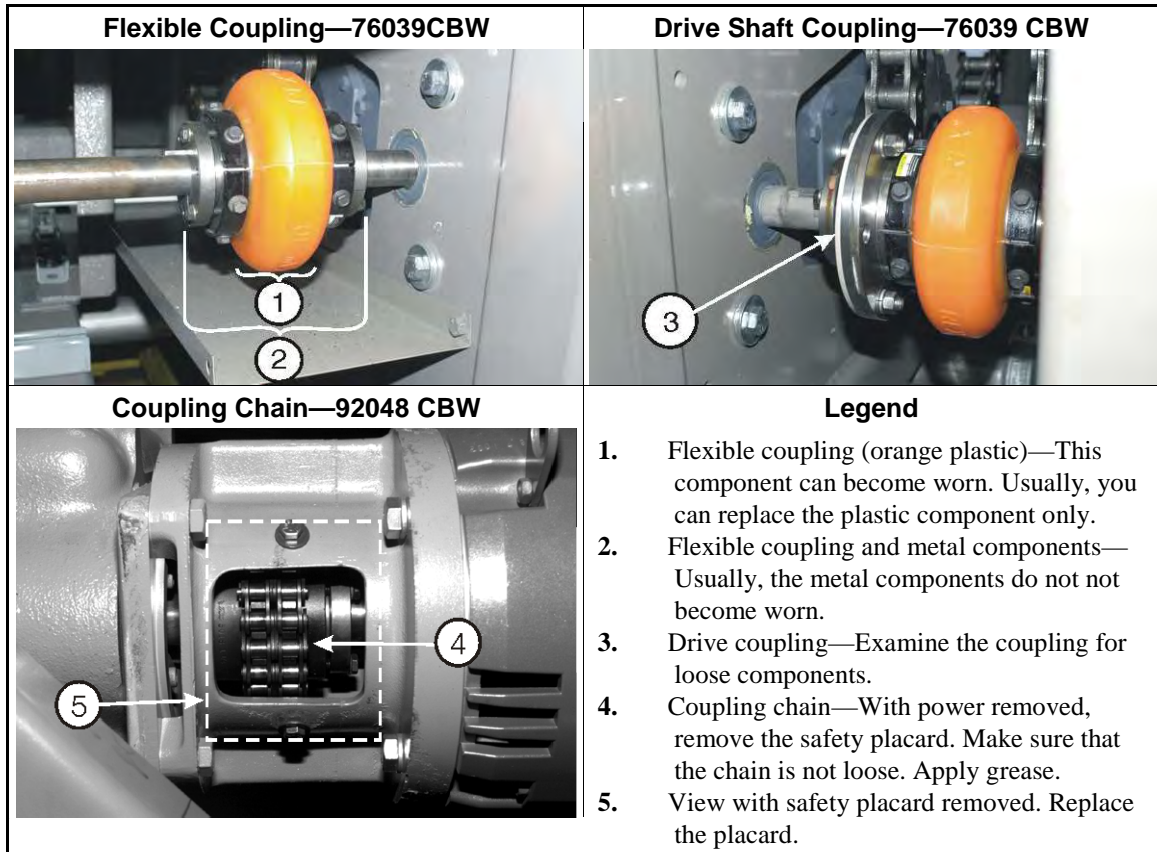 Flexible Coupling—76039CBW
Drive Shaft Coupling—76039 CBW
1
2
3
Coupling Chain—92048 CBW
4
5
Legend
1. Flexible coupling (orange plastic)—This
component can become worn. Usually, you
can replace the plastic component only.
2. Flexible coupling and metal components—
Usually, the metal components do not not
become worn.
3. Drive coupling—Examine the coupling for
loose components.
4. Coupling chain—With power removed,
remove the safety placard. Make sure that
the chain is not loose. Apply grease.
5. View with safety placard removed. Replace
the placard.